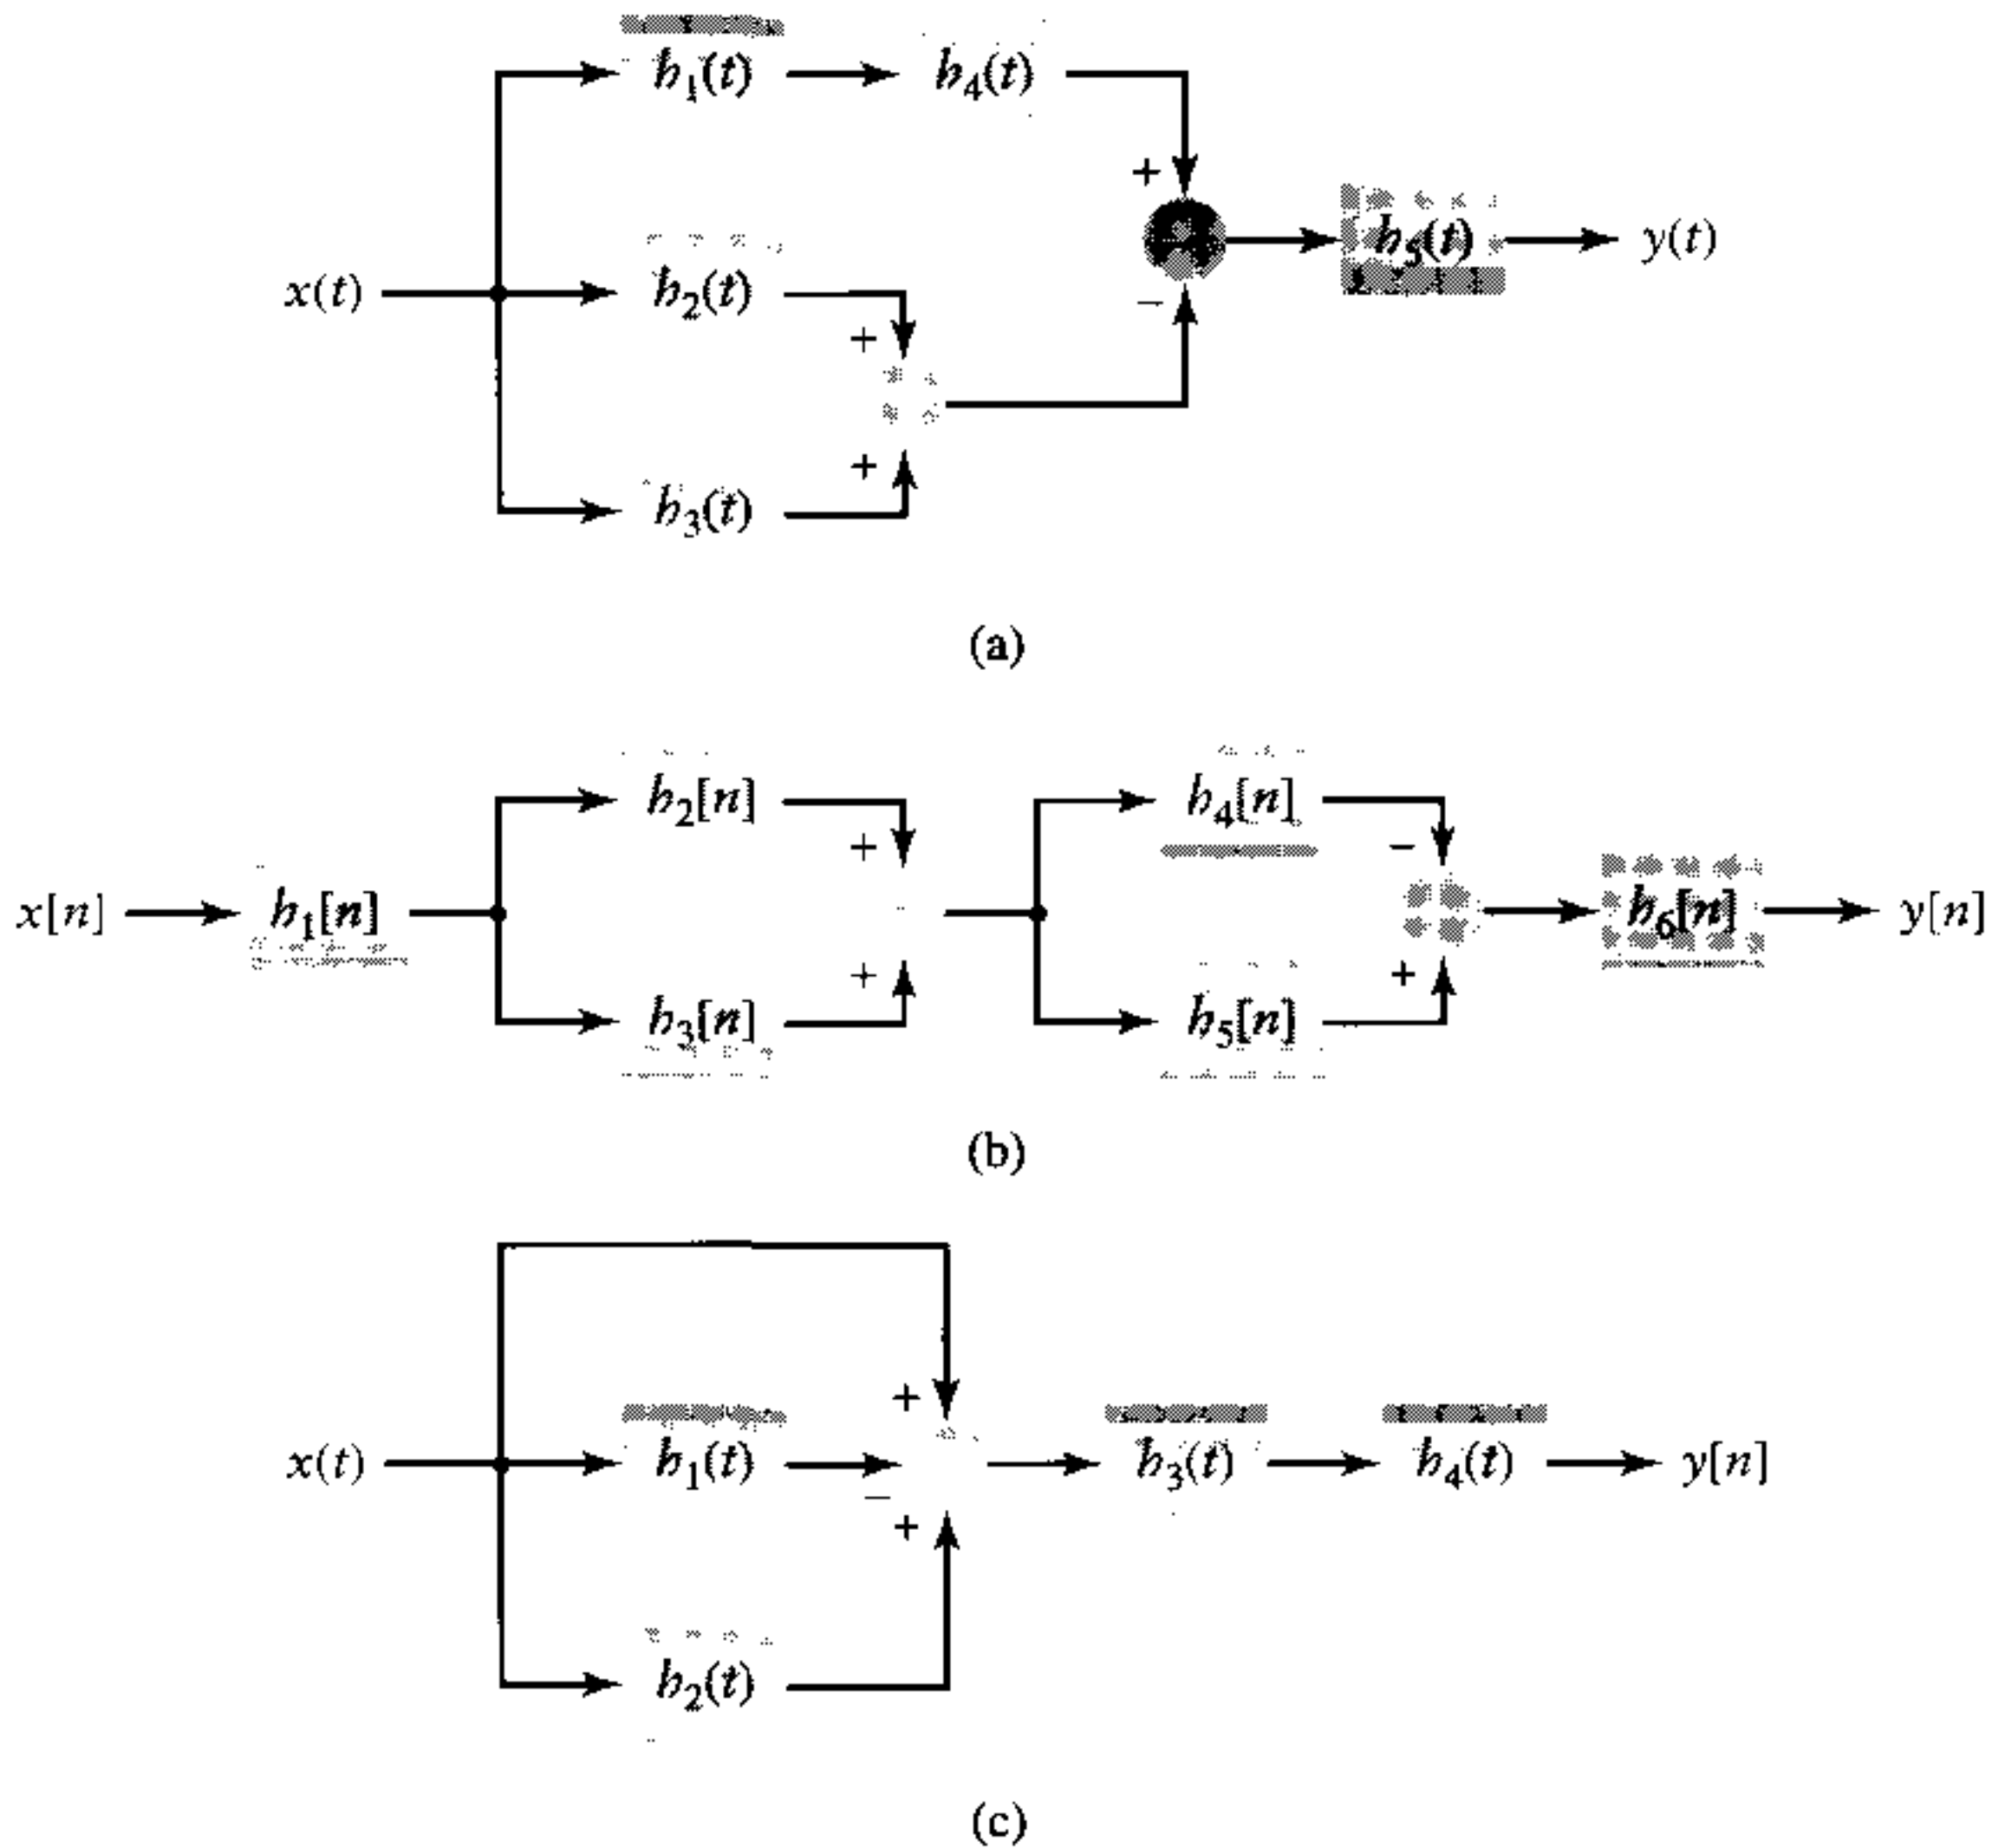 h₁(t) h₄(t)
+
h₅(t) y(t)
x(t) h₂(t) −
+
+
h₃(t)
(a)
h₂[n] h₄[n]
+ −
x[n] h₁[n] h₆[n] y[n]
+ +
h₃[n] h₅[n]
(b)
+
x(t) h₁(t) h₃(t) h₄(t) y[n]
−
+
h₂(t)
(c)